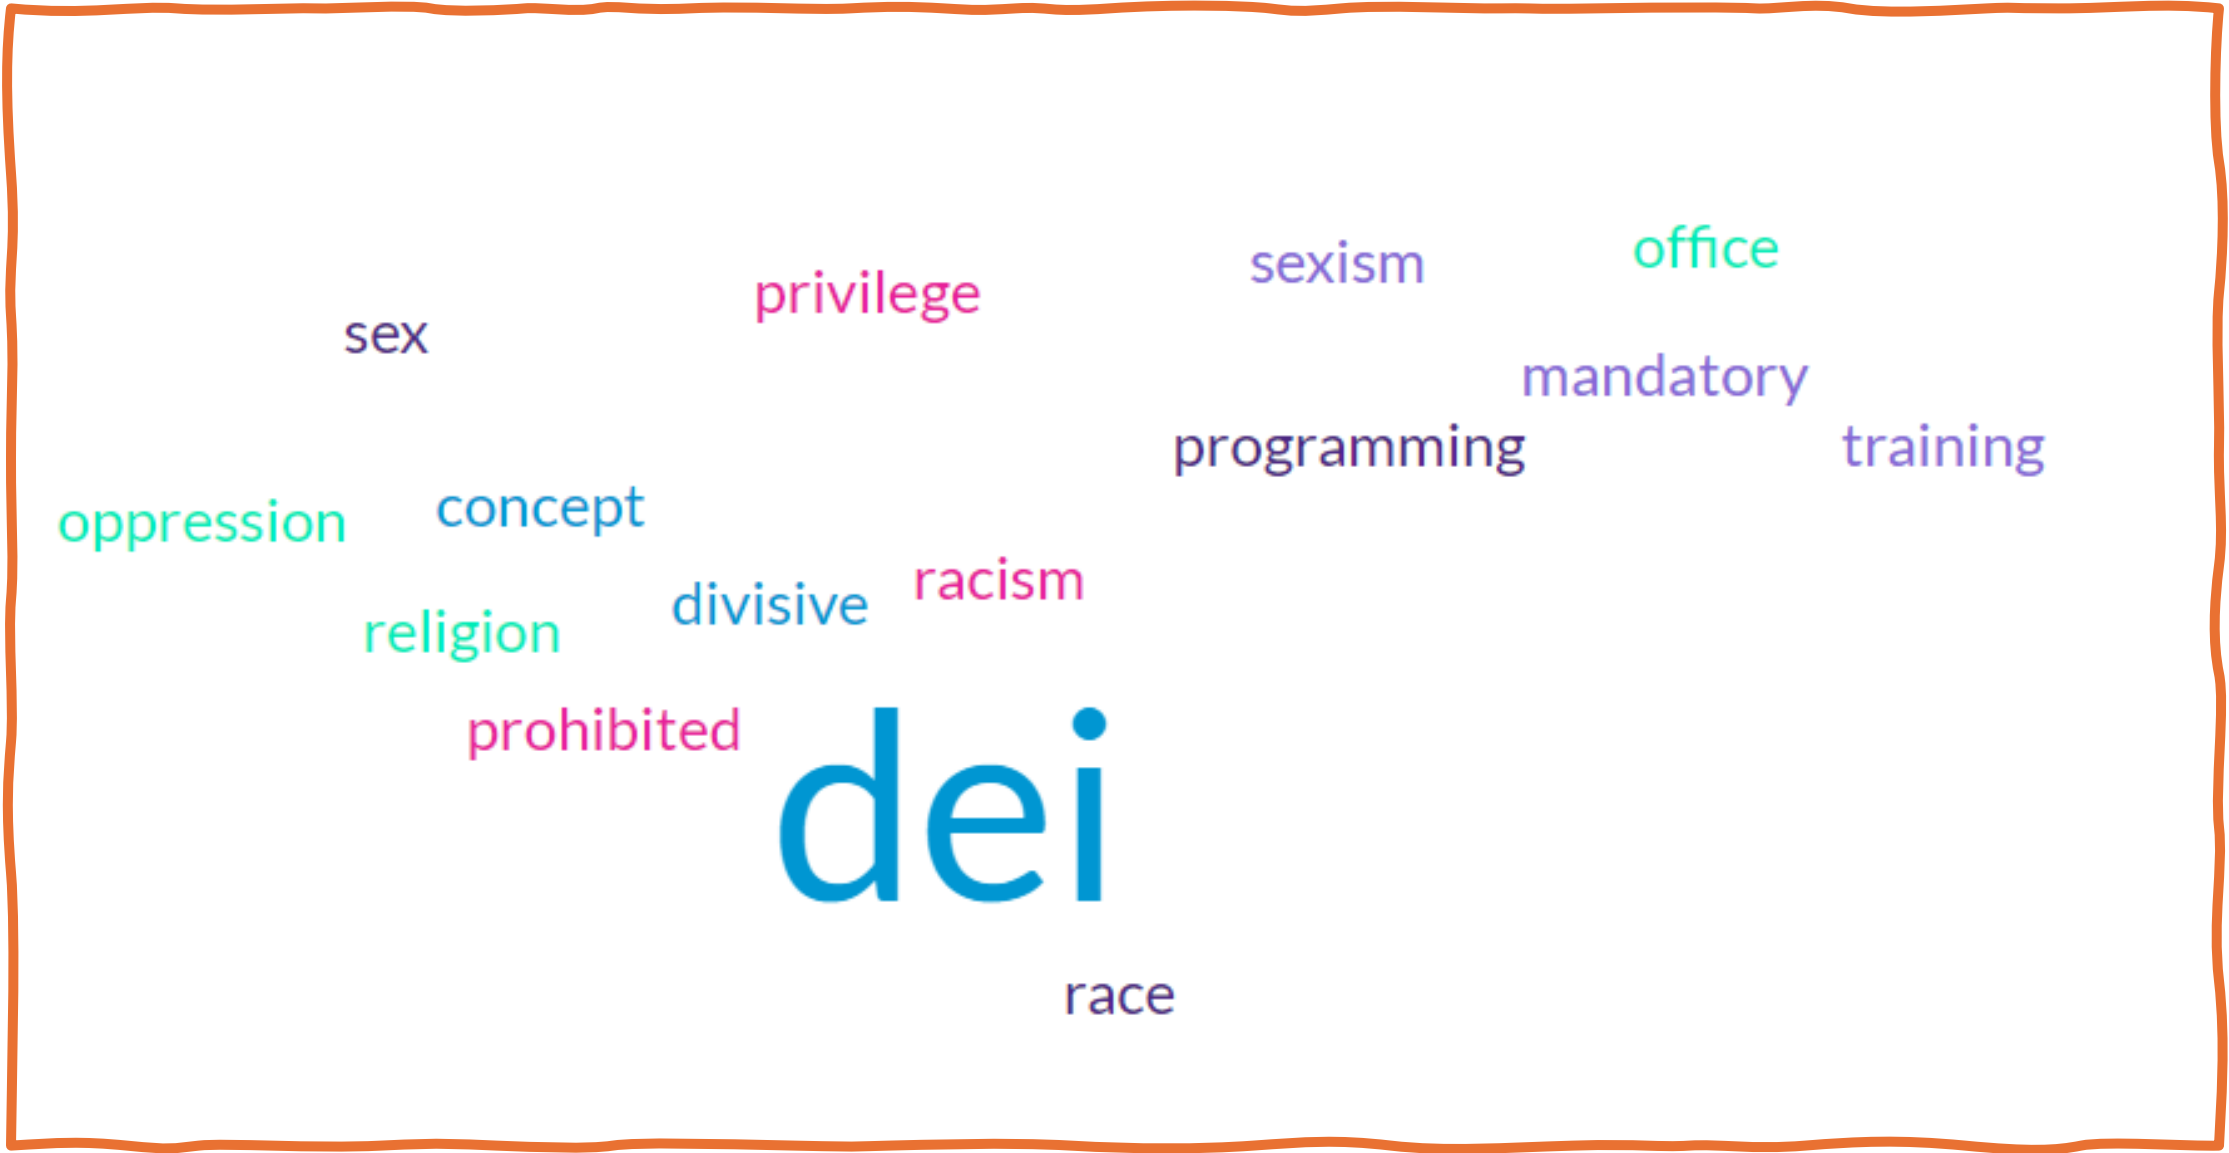 office
sexism
privilege
sex
mandatory
programming
training
concept
oppression
racism
divisive
religion
prohibited
dei
race